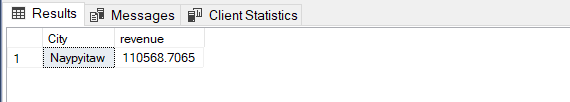 Results Messages Client Statistics
City revenue
1 Naypyitaw 110568.7065